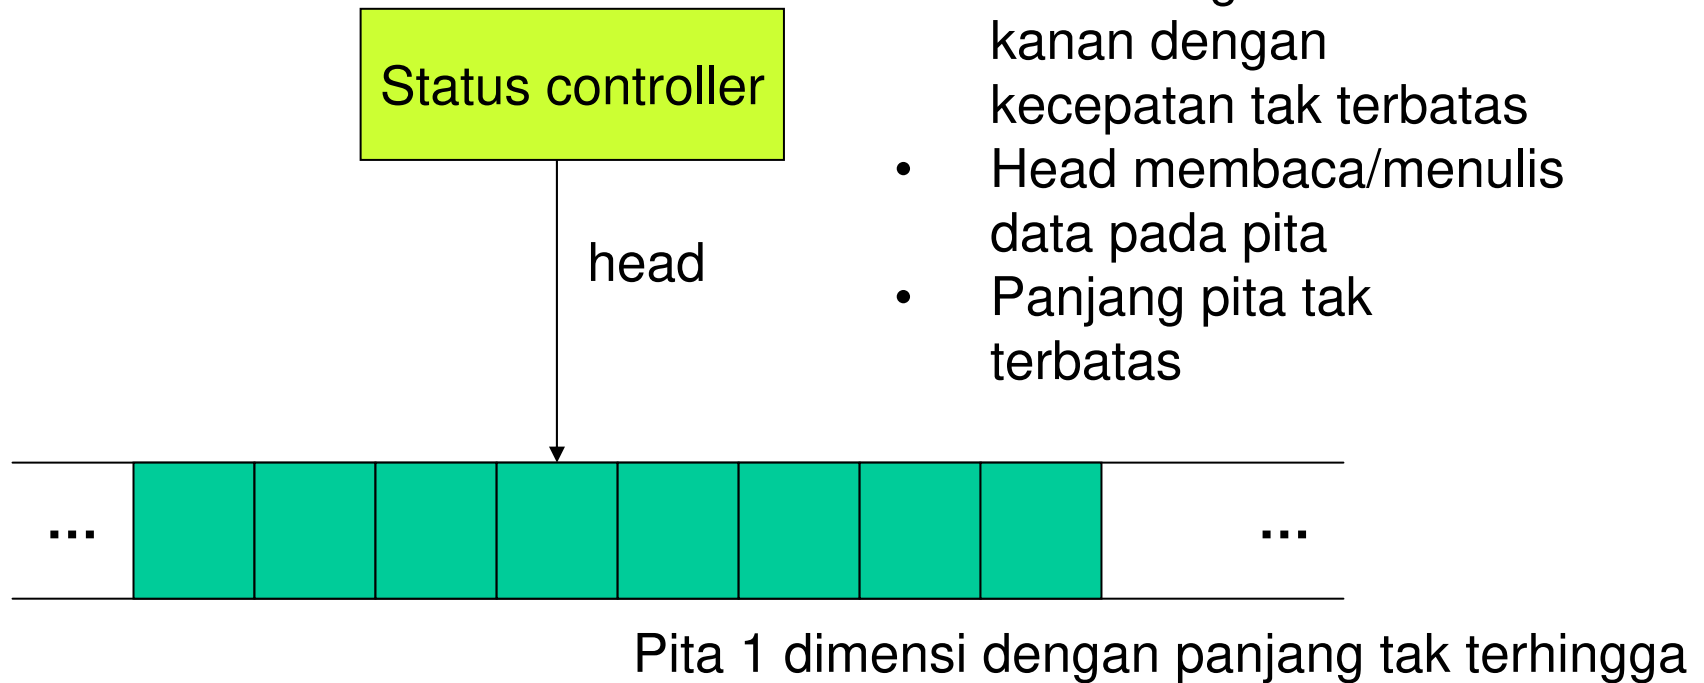 kanan dengan
Status controller
kecepatan tak terbatas
• Head membaca/menulis
data pada pita
head
• Panjang pita tak
terbatas
...
...
Pita 1 dimensi dengan panjang tak terhingga